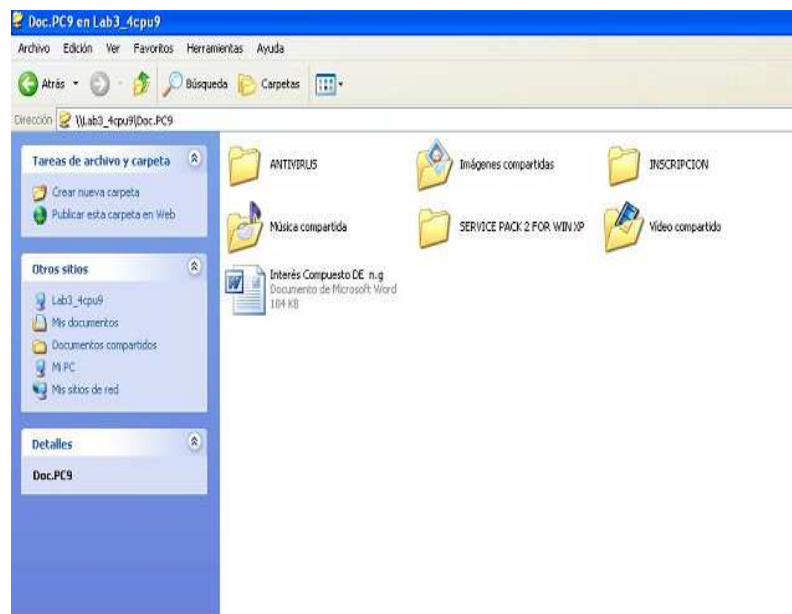 Doc.PC9 en Lab3_4cpu9
Archivo Edición Ver Favoritos Herramientas Ayuda
Atrás Búsqueda Carpetas
Dirección \\Lab3_4cpu9\Doc.PC9
Tareas de archivo y carpeta
Crear nueva carpeta
Publicar esta carpeta en Web
Otros sitios
Lab3_4cpu9
Mis documentos
Documentos compartidos
Mi PC
Mis sitios de red
Detalles
Doc.PC9
ANTIVIRUS
Imágenes compartidas
INSCRIPCION
Música compartida
SERVICE PACK 2 FOR WIN XP
Vídeo compartido
Interés Compuesto DE n.g
Documento de Microsoft Word
184 KB